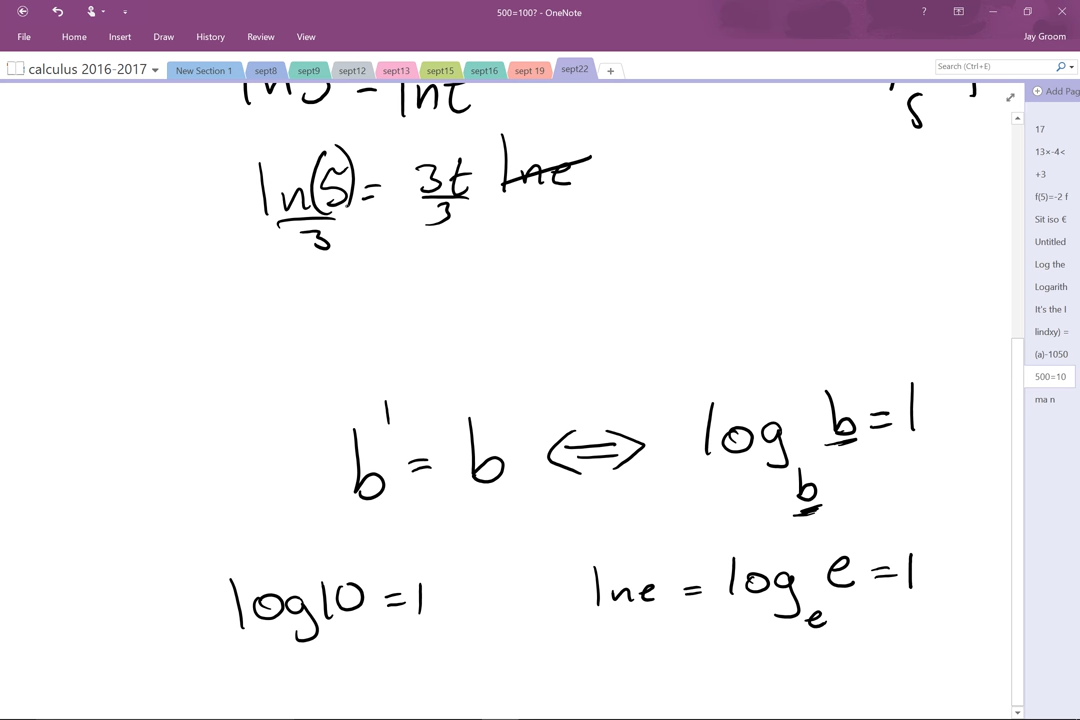 500=100? - OneNote
?
File Home Insert Draw History Review View
Jay Groom
calculus 2016-2017
New Section 1 sept8 sept9 sept12 sept13 sept15 sept16 sept 19 sept22 +
Search (Ctrl+E)
Add Pag
17
13×-4<
+3
f(5)=-2 f
Sit iso €
Untitled
Log the
Logarith
It's the l
lindxy) =
(a)-1050
500=10
ma n
ln(5)/3 = 3t/3 lne
b^1 = b ⇔ log_b b = 1
log10 = 1
lne = log_e e = 1